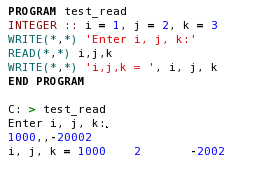 PROGRAM test_read
INTEGER :: i = 1, j = 2, k = 3
WRITE(*,*) 'Enter i, j, k:'
READ(*,*) i,j,k
WRITE(*,*) 'i,j,k = ', i, j, k
END PROGRAM
C: > test_read
Enter i, j, k:.
1000,,-20002
i, j, k = 1000    2       -2002